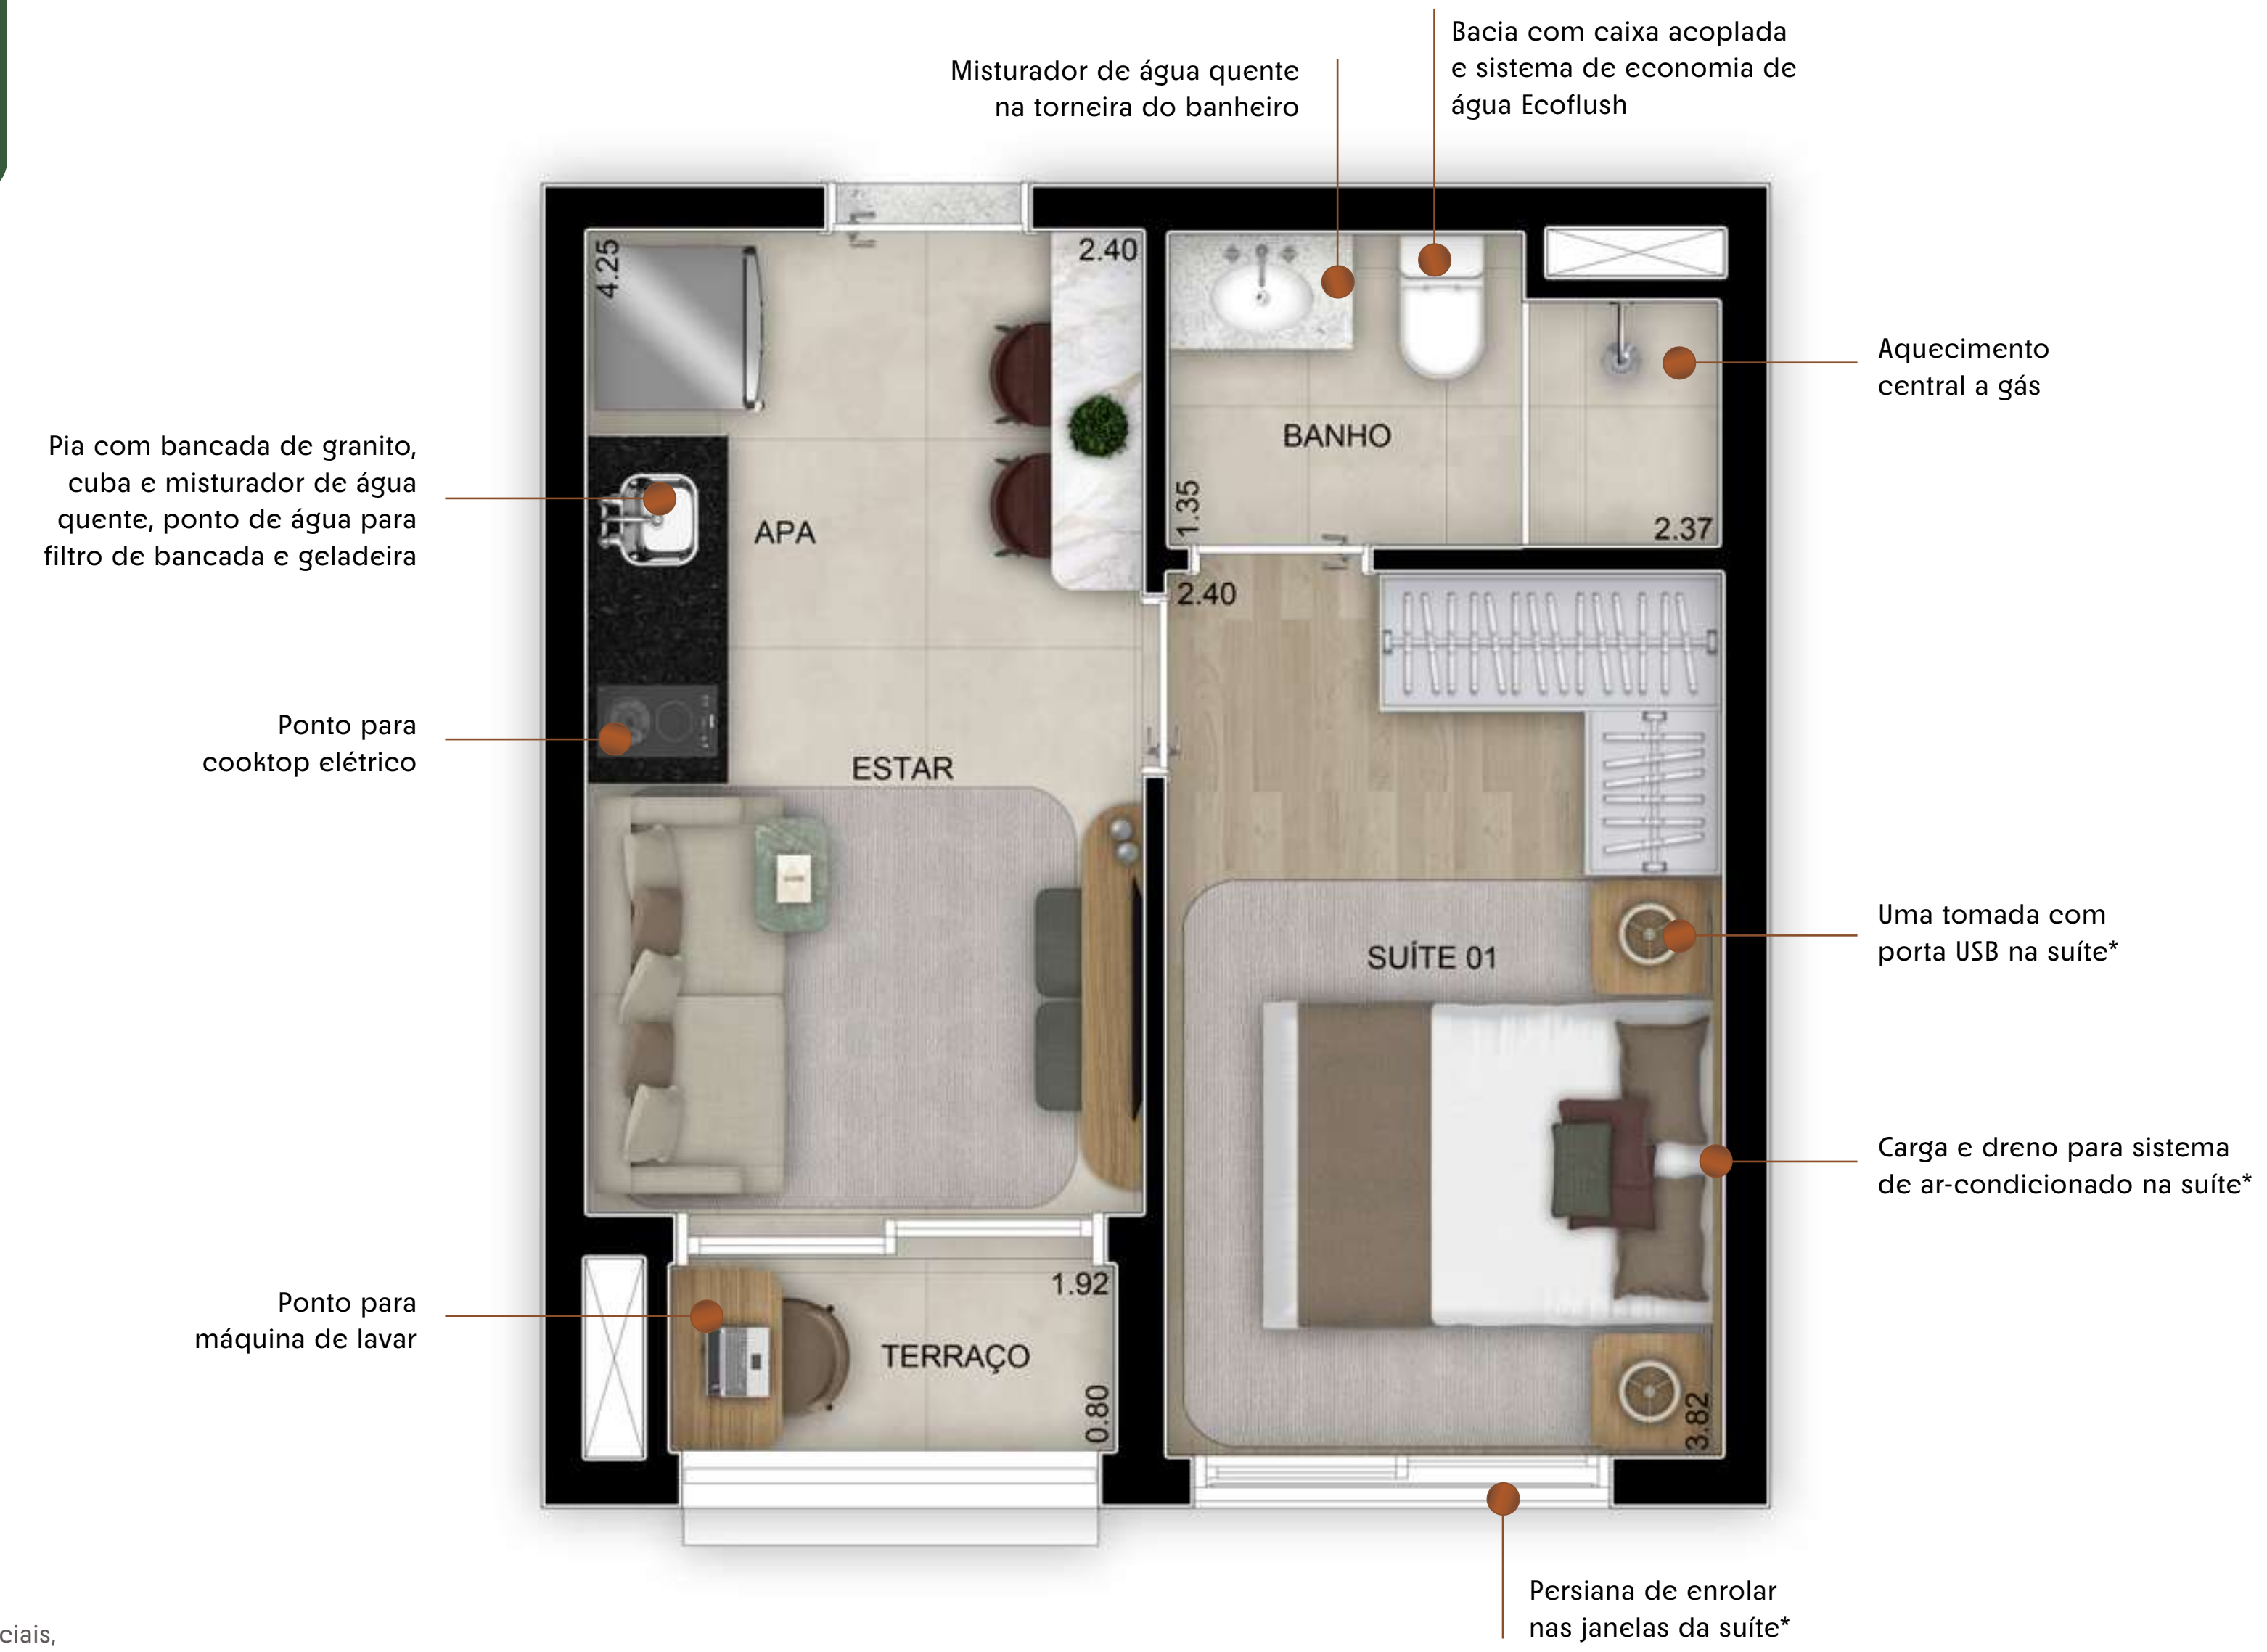 Bacia com caixa acoplada
e sistema de economia de
água Ecoflush
Misturador de água quente
na torneira do banheiro
4.25
2.40
Aquecimento
central a gás
Pia com bancada de granito,
cuba e misturador de água
quente, ponto de água para
filtro de bancada e geladeira
BANHO
1.35
2.37
APA
2.40
Ponto para
cooktop elétrico
ESTAR
Uma tomada com
porta USB na suíte*
SUÍTE 01
Carga e dreno para sistema
de ar-condicionado na suíte*
Ponto para
máquina de lavar
1.92
TERRAÇO
0.80
3.82
Persiana de enrolar
nas janelas da suíte*
ciais,